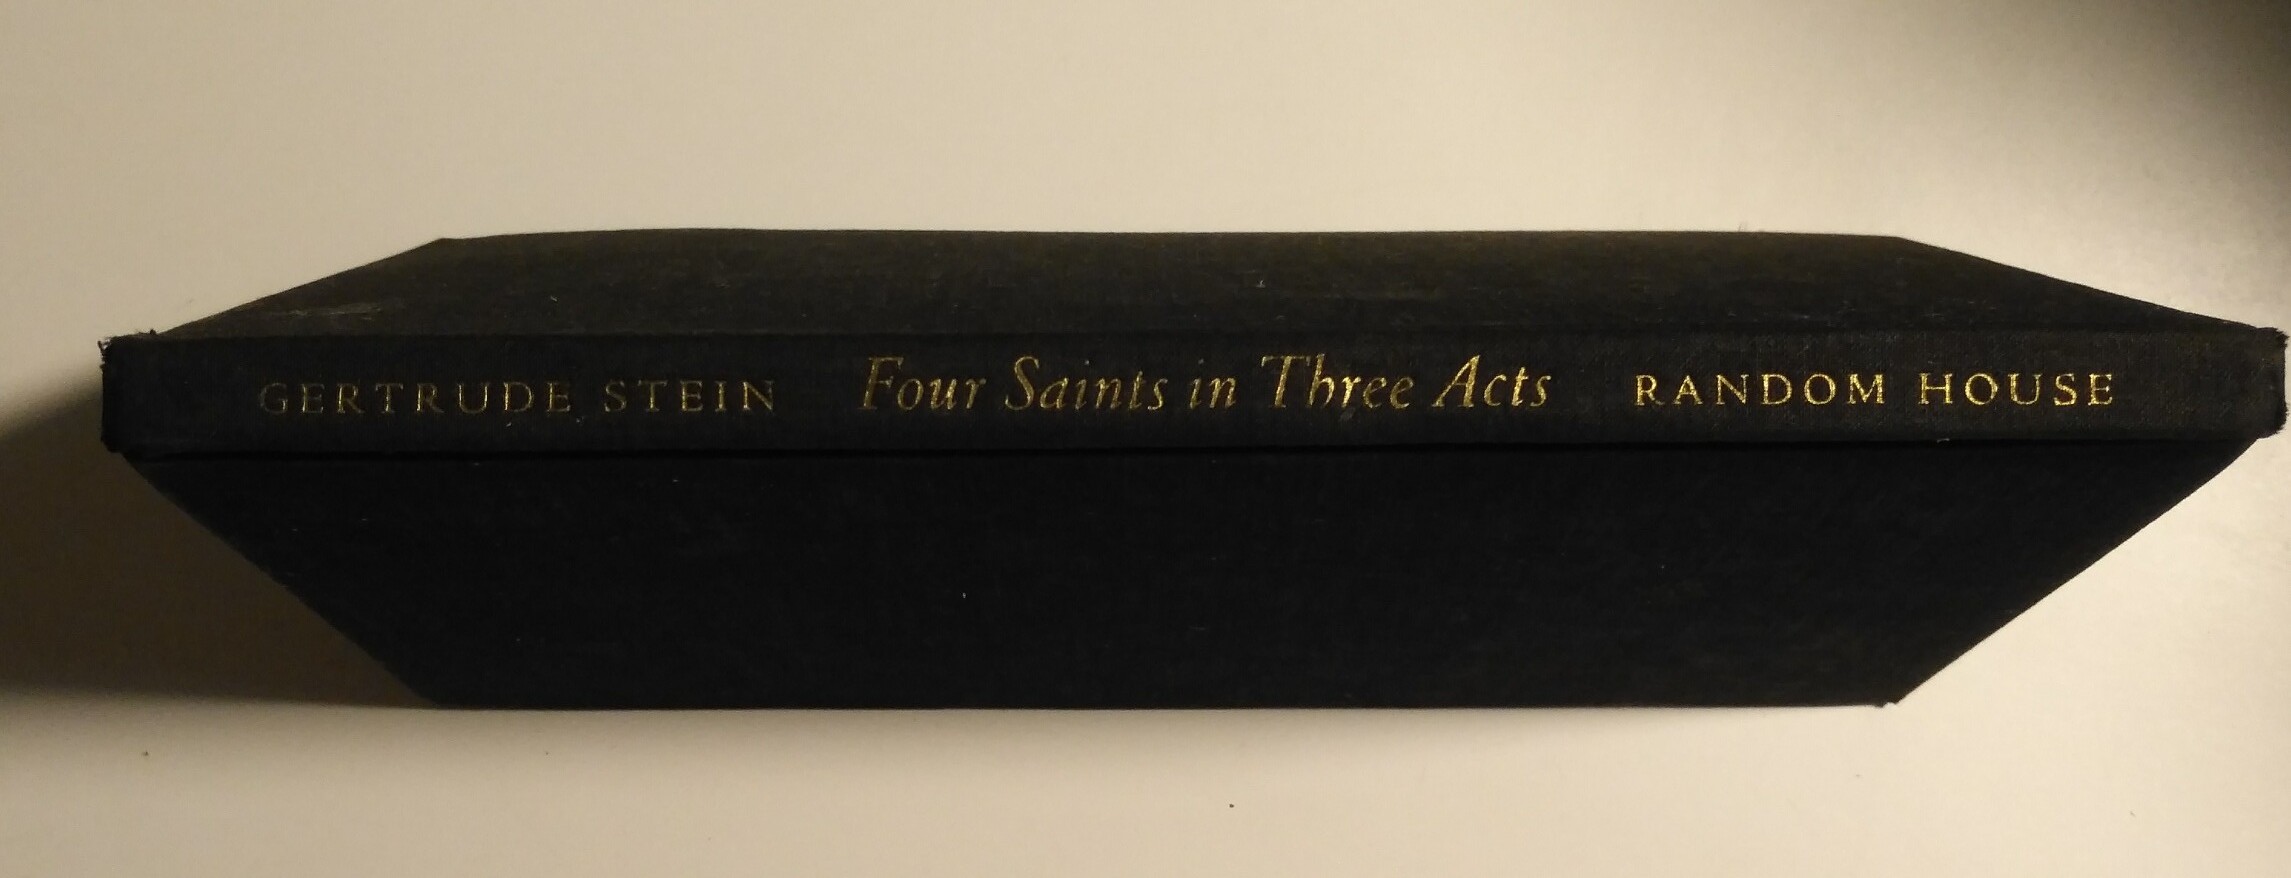 GERTRUDE STEIN Four Saints in Three Acts RANDOM HOUSE